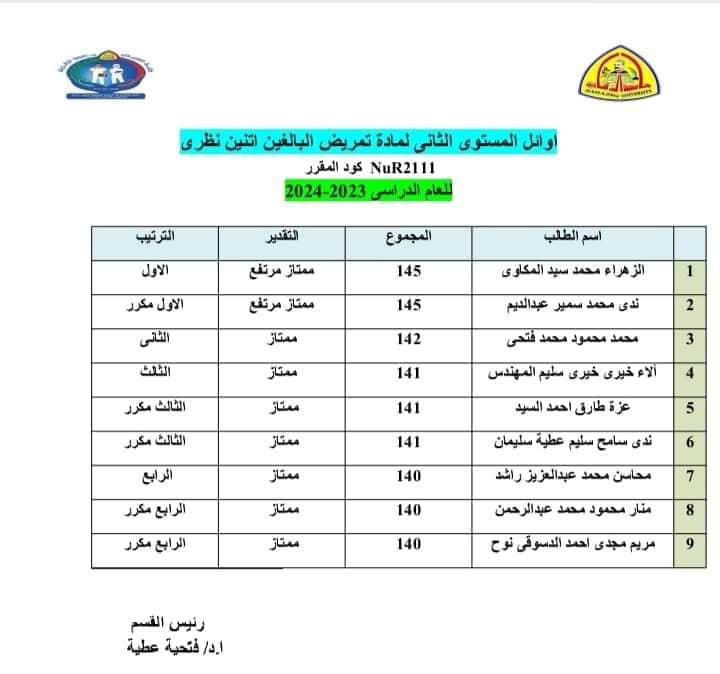 اوائل المستوى الثانى لمادة تمريض البالغين اتنين نظرى
NuR2111 كود المقرر
للعام الدراسى 2023-2024
اسم الطالب المجموع التقدير الترتيب
1 الزهراء محمد سيد المكاوى 145 ممتاز مرتفع الاول
2 ندى محمد سمير عبدالديم 145 ممتاز مرتفع الاول مكرر
3 محمد محمود محمد فتحى 142 ممتاز الثانى
4 آلاء خيرى خيرى سليم المهندس 141 ممتاز الثالث
5 عزة طارق احمد السيد 141 ممتاز الثالث مكرر
6 ندى سامح سليم عطية سليمان 141 ممتاز الثالث مكرر
7 محاسن محمد عبدالعزيز راشد 140 ممتاز الرابع
8 منار محمود محمد عبدالرحمن 140 ممتاز الرابع مكرر
9 مريم مجدى احمد الدسوقى نوح 140 ممتاز الرابع مكرر
رئيس القسم
ا.د/ فتحية عطية